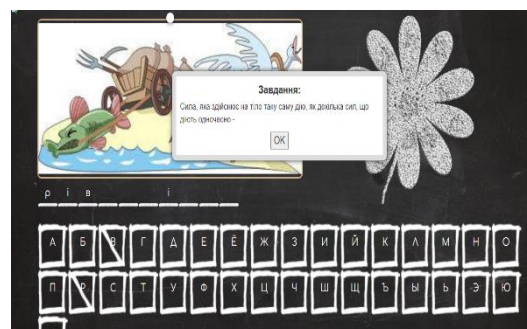 Завдання:
Сила, яка здійснює на тіло таку саму дію, як декілька сил, що
діють одночасно -
OK
р і в і
А Б В Г Д Е Ё Ж З И Й К Л М Н О
П Р С Т У Ф Х Ц Ч Ш Щ Ъ Ы Ь Э Ю